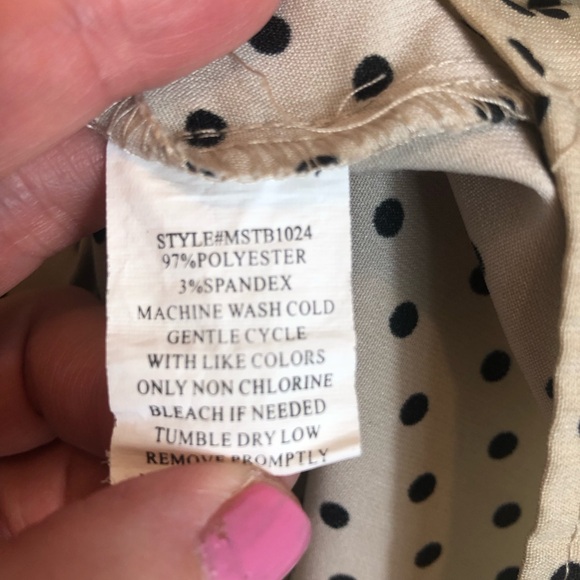 STYLE#MSTB1024
97%POLYESTER
3%SPANDEX
MACHINE WASH COLD
GENTLE CYCLE
WITH LIKE COLORS
ONLY NON CHLORINE
BLEACH IF NEEDED
TUMBLE DRY LOW
REMOVE PROMPTLY